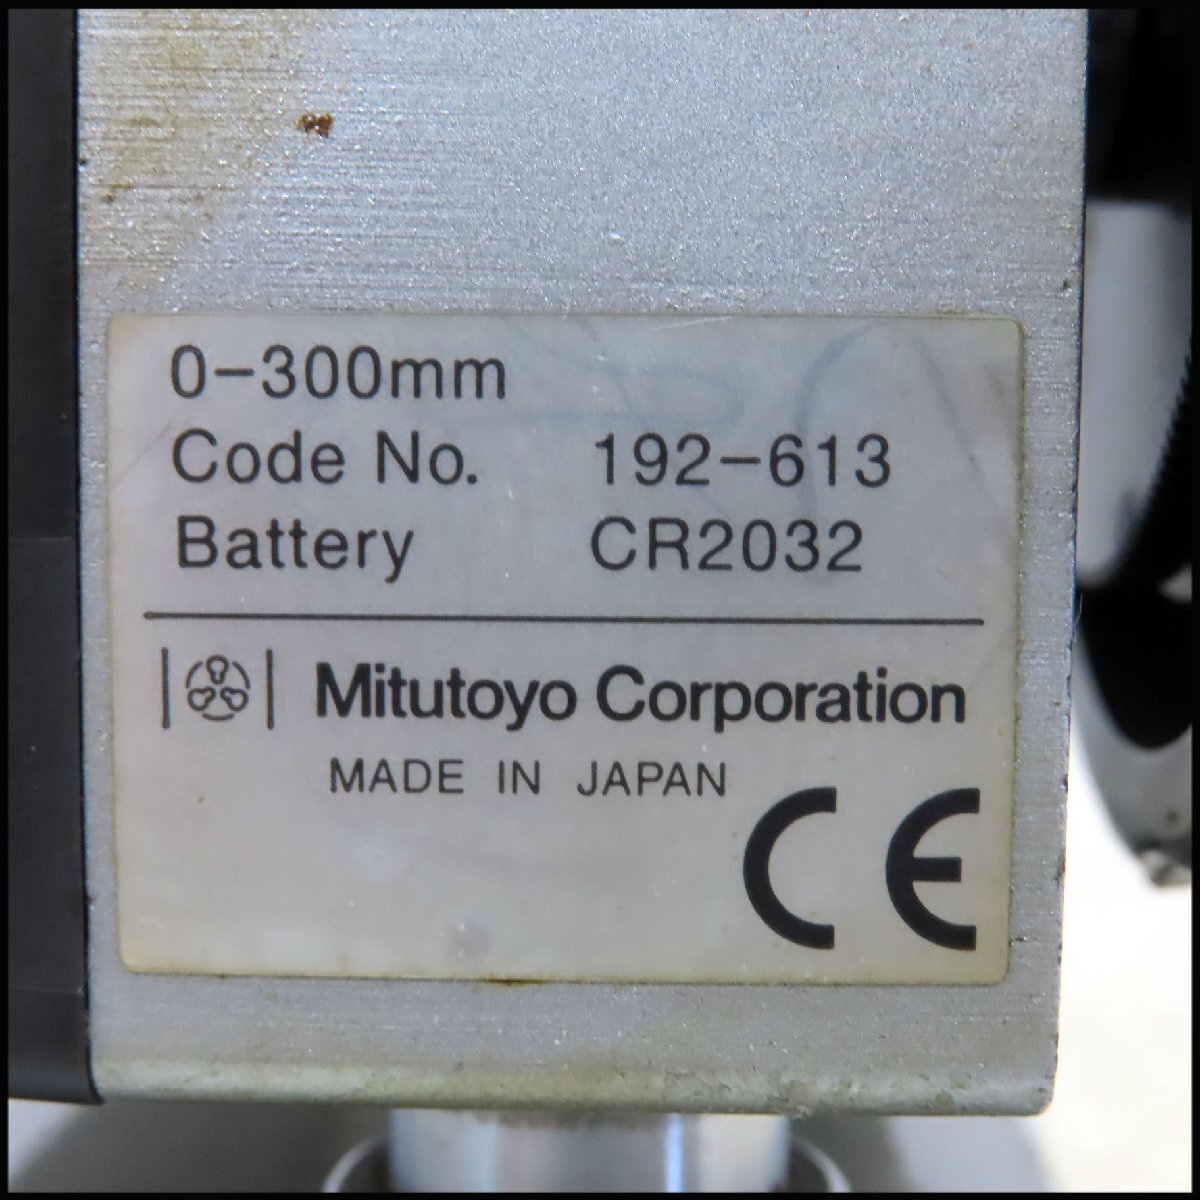 0-300mm
Code No. 192-613
Battery CR2032
Mitutoyo Corporation
MADE IN JAPAN
CE